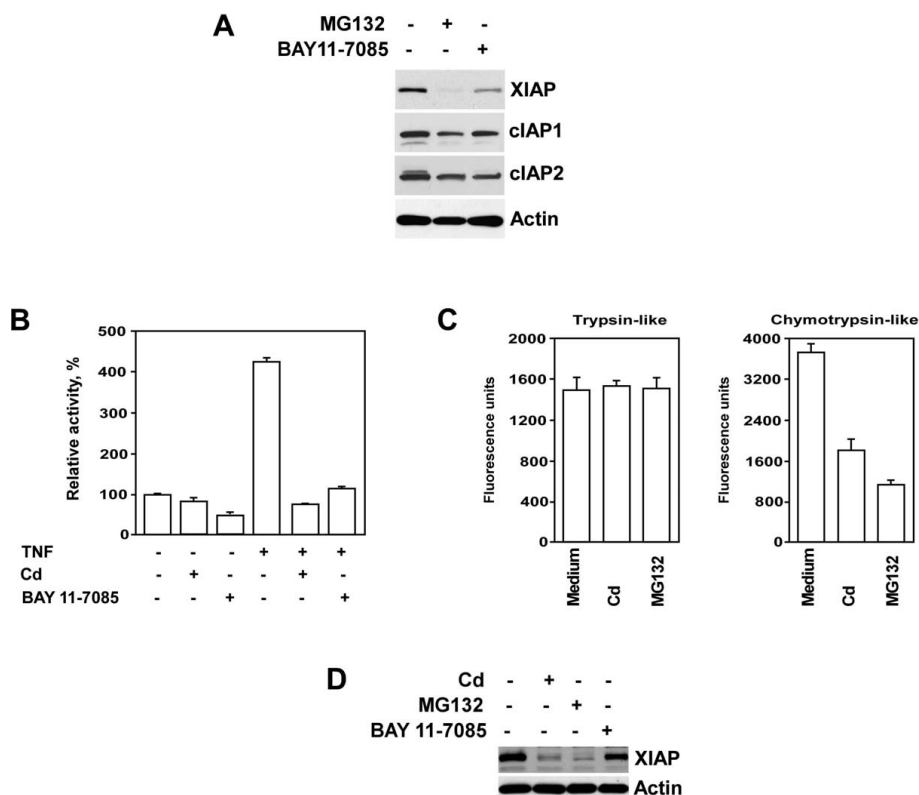 A
MG132 - + -
BAY11-7085 - - +
XIAP
cIAP1
cIAP2
Actin
B
Relative activity, %
500
400
300
200
100
0
TNF - - - + + +
Cd - + - - + -
BAY 11-7085 - - + - - +
C
Trypsin-like
Fluorescence units
2000
1600
1200
800
400
0
Medium
Cd
MG132
Chymotrypsin-like
Fluorescence units
4000
3200
2400
1600
800
0
Medium
Cd
MG132
D
Cd - + - -
MG132 - - + -
BAY 11-7085 - - - +
XIAP
Actin